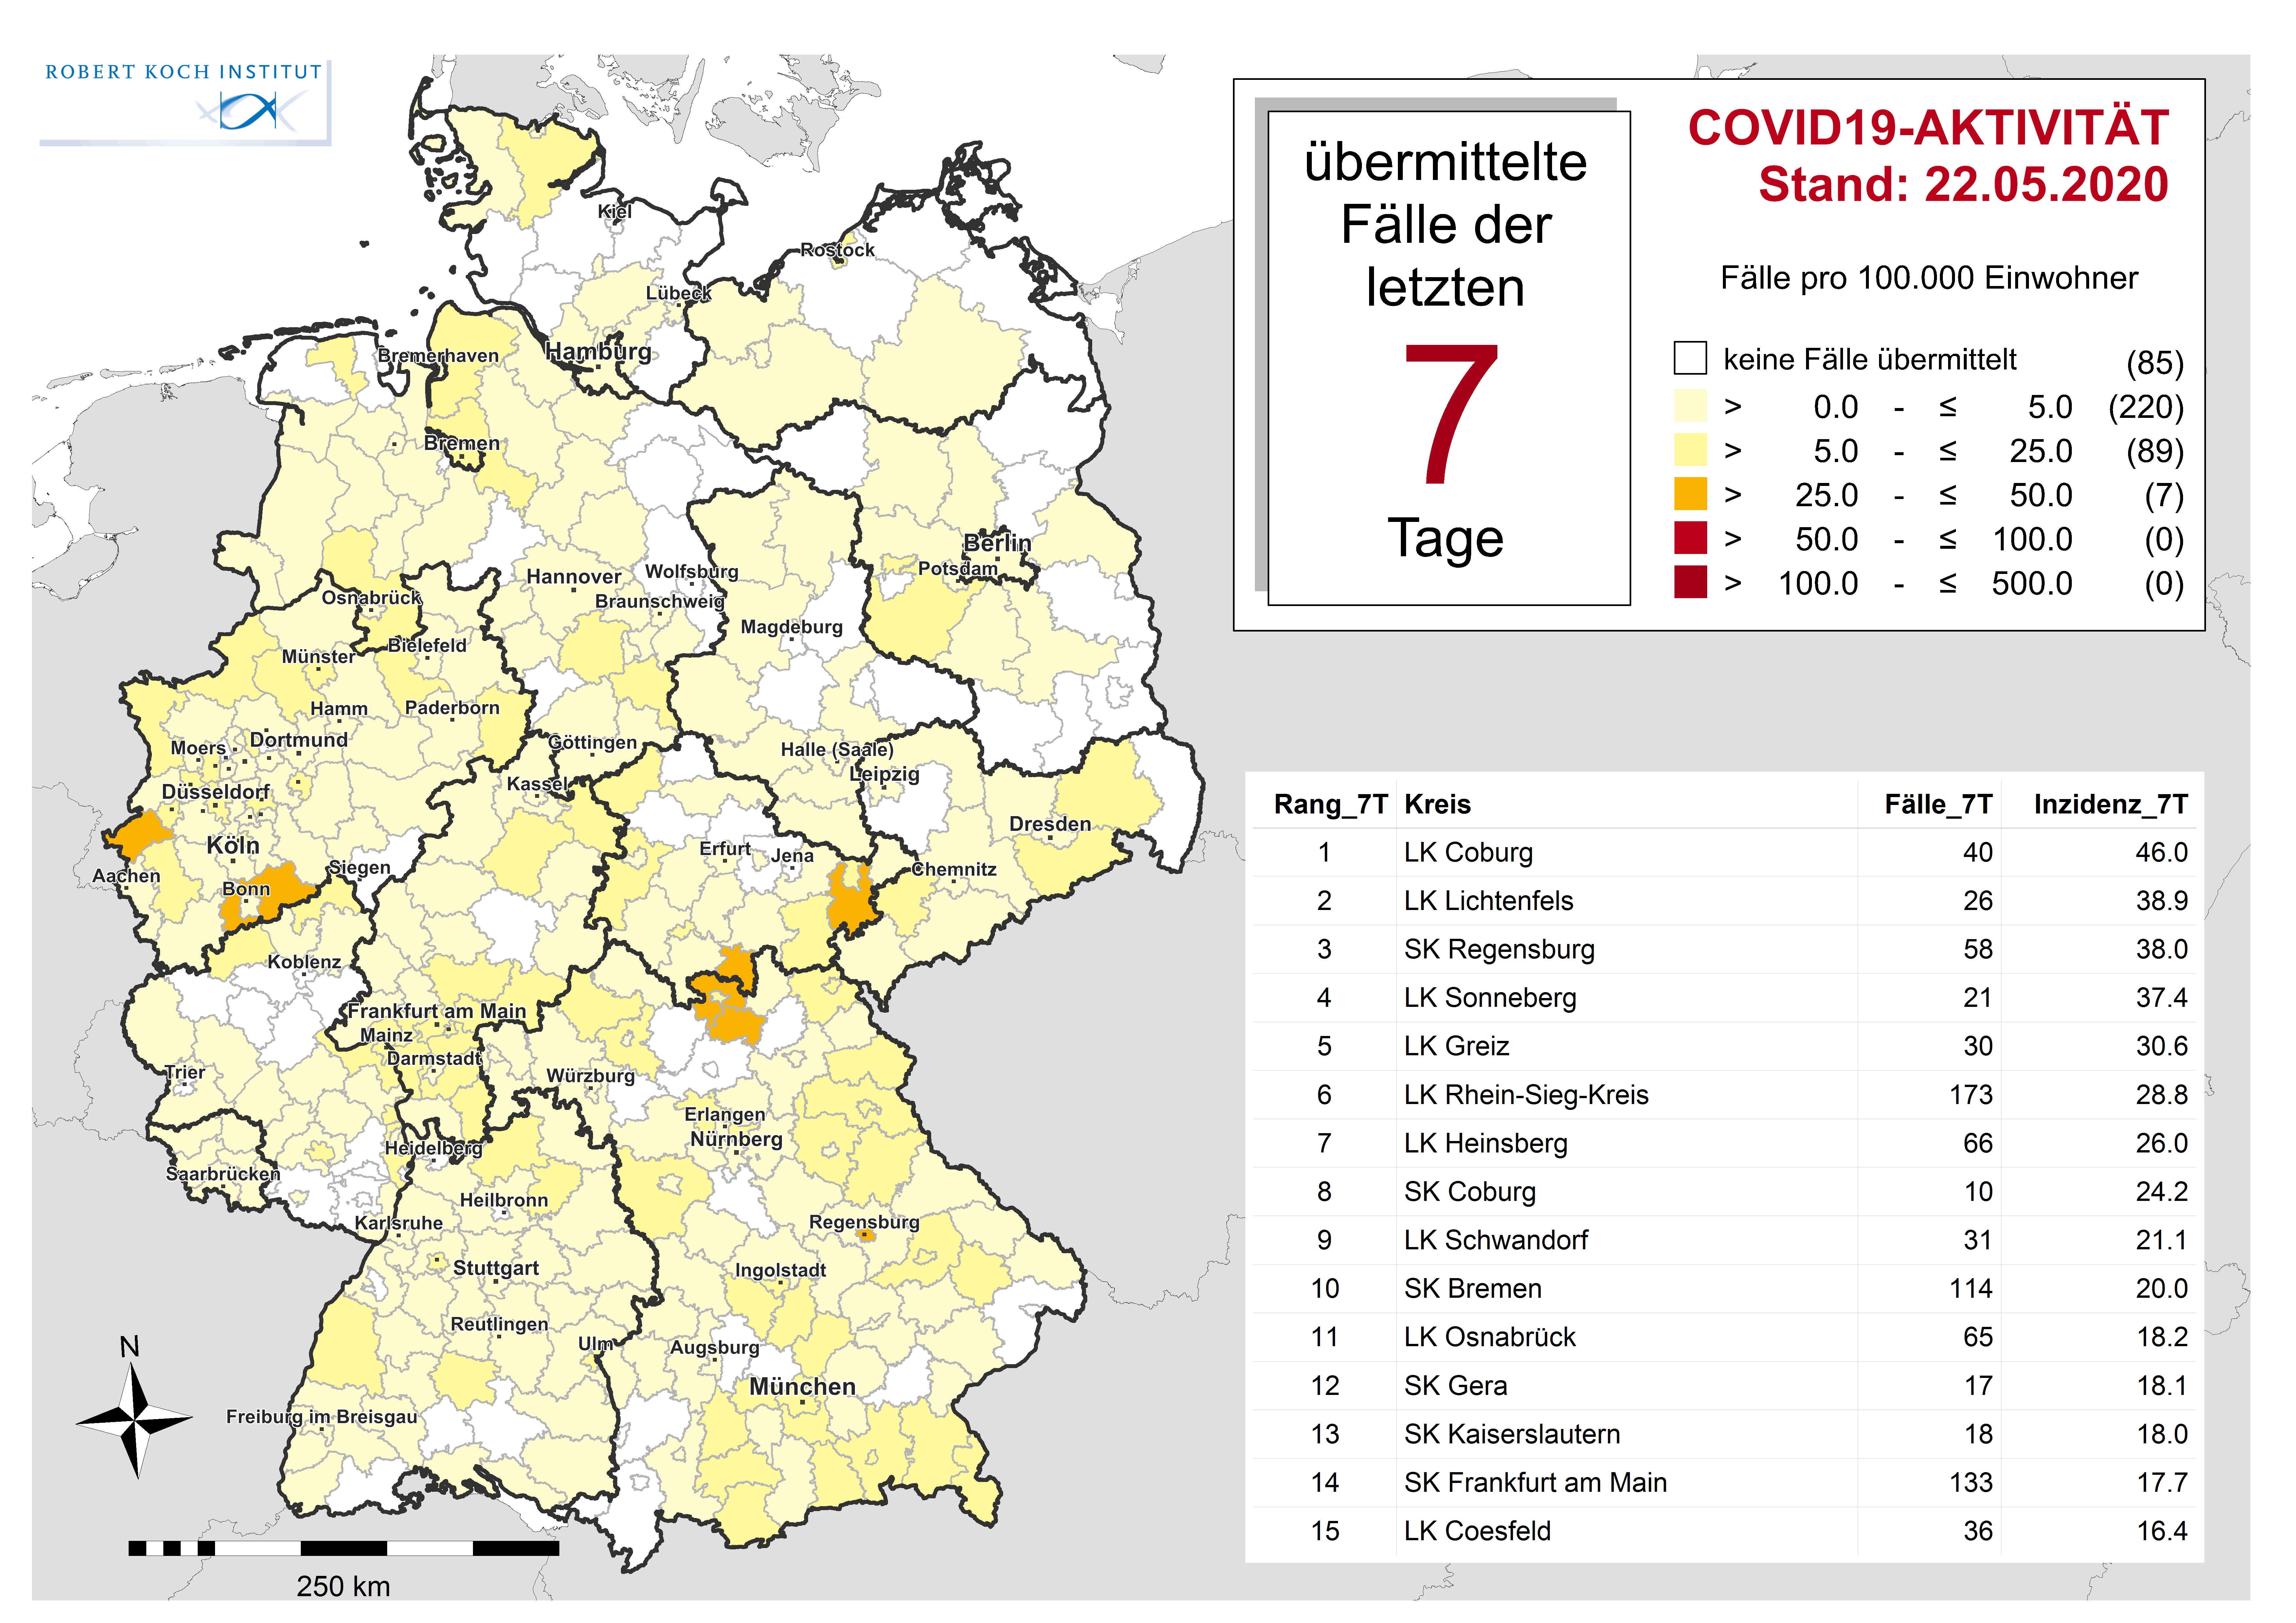 ROBERT KOCH INSTITUT
übermittelte
Fälle der
letzten
7
Tage
COVID19-AKTIVITÄT
Stand: 22.05.2020
Fälle pro 100.000 Einwohner
keine Fälle übermittelt (85)
> 0.0 - ≤ 5.0 (220)
> 5.0 - ≤ 25.0 (89)
> 25.0 - ≤ 50.0 (7)
> 50.0 - ≤ 100.0 (0)
> 100.0 - ≤ 500.0 (0)
Kiel
Rostock
Lübeck
Hamburg
Bremerhaven
Bremen
Berlin
Potsdam
Hannover
Wolfsburg
Braunschweig
Osnabrück
Magdeburg
Bielefeld
Münster
Hamm
Paderborn
Moers
Dortmund
Göttingen
Halle (Saale)
Leipzig
Kassel
Düsseldorf
Dresden
Köln
Erfurt
Jena
Siegen
Chemnitz
Aachen
Bonn
Koblenz
Frankfurt am Main
Mainz
Darmstadt
Trier
Würzburg
Erlangen
Nürnberg
Heidelberg
Saarbrücken
Heilbronn
Karlsruhe
Regensburg
Stuttgart
Ingolstadt
Reutlingen
Ulm
Augsburg
München
Freiburg im Breisgau
N
250 km
Rang_7T Kreis Fälle_7T Inzidenz_7T
1 LK Coburg 40 46.0
2 LK Lichtenfels 26 38.9
3 SK Regensburg 58 38.0
4 LK Sonneberg 21 37.4
5 LK Greiz 30 30.6
6 LK Rhein-Sieg-Kreis 173 28.8
7 LK Heinsberg 66 26.0
8 SK Coburg 10 24.2
9 LK Schwandorf 31 21.1
10 SK Bremen 114 20.0
11 LK Osnabrück 65 18.2
12 SK Gera 17 18.1
13 SK Kaiserslautern 18 18.0
14 SK Frankfurt am Main 133 17.7
15 LK Coesfeld 36 16.4